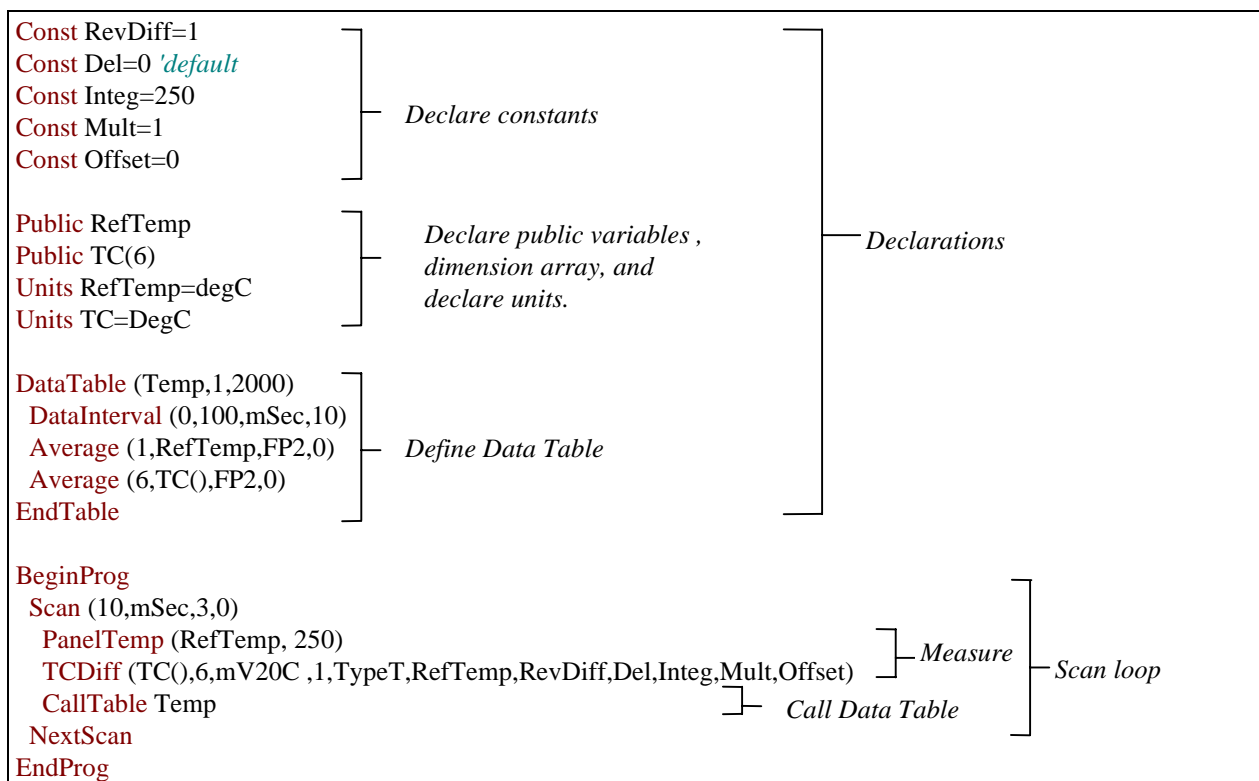 Const RevDiff=1
Const Del=0 'default
Const Integ=250
Const Mult=1
Const Offset=0
Declare constants
Public RefTemp
Public TC(6)
Units RefTemp=degC
Units TC=DegC
Declare public variables ,
dimension array, and
declare units.
Declarations
DataTable (Temp,1,2000)
DataInterval (0,100,mSec,10)
Average (1,RefTemp,FP2,0)
Average (6,TC(),FP2,0)
EndTable
Define Data Table
BeginProg
Scan (10,mSec,3,0)
PanelTemp (RefTemp, 250)
TCDiff (TC(),6,mV20C ,1,TypeT,RefTemp,RevDiff,Del,Integ,Mult,Offset)
Measure
CallTable Temp
Call Data Table
Scan loop
NextScan
EndProg